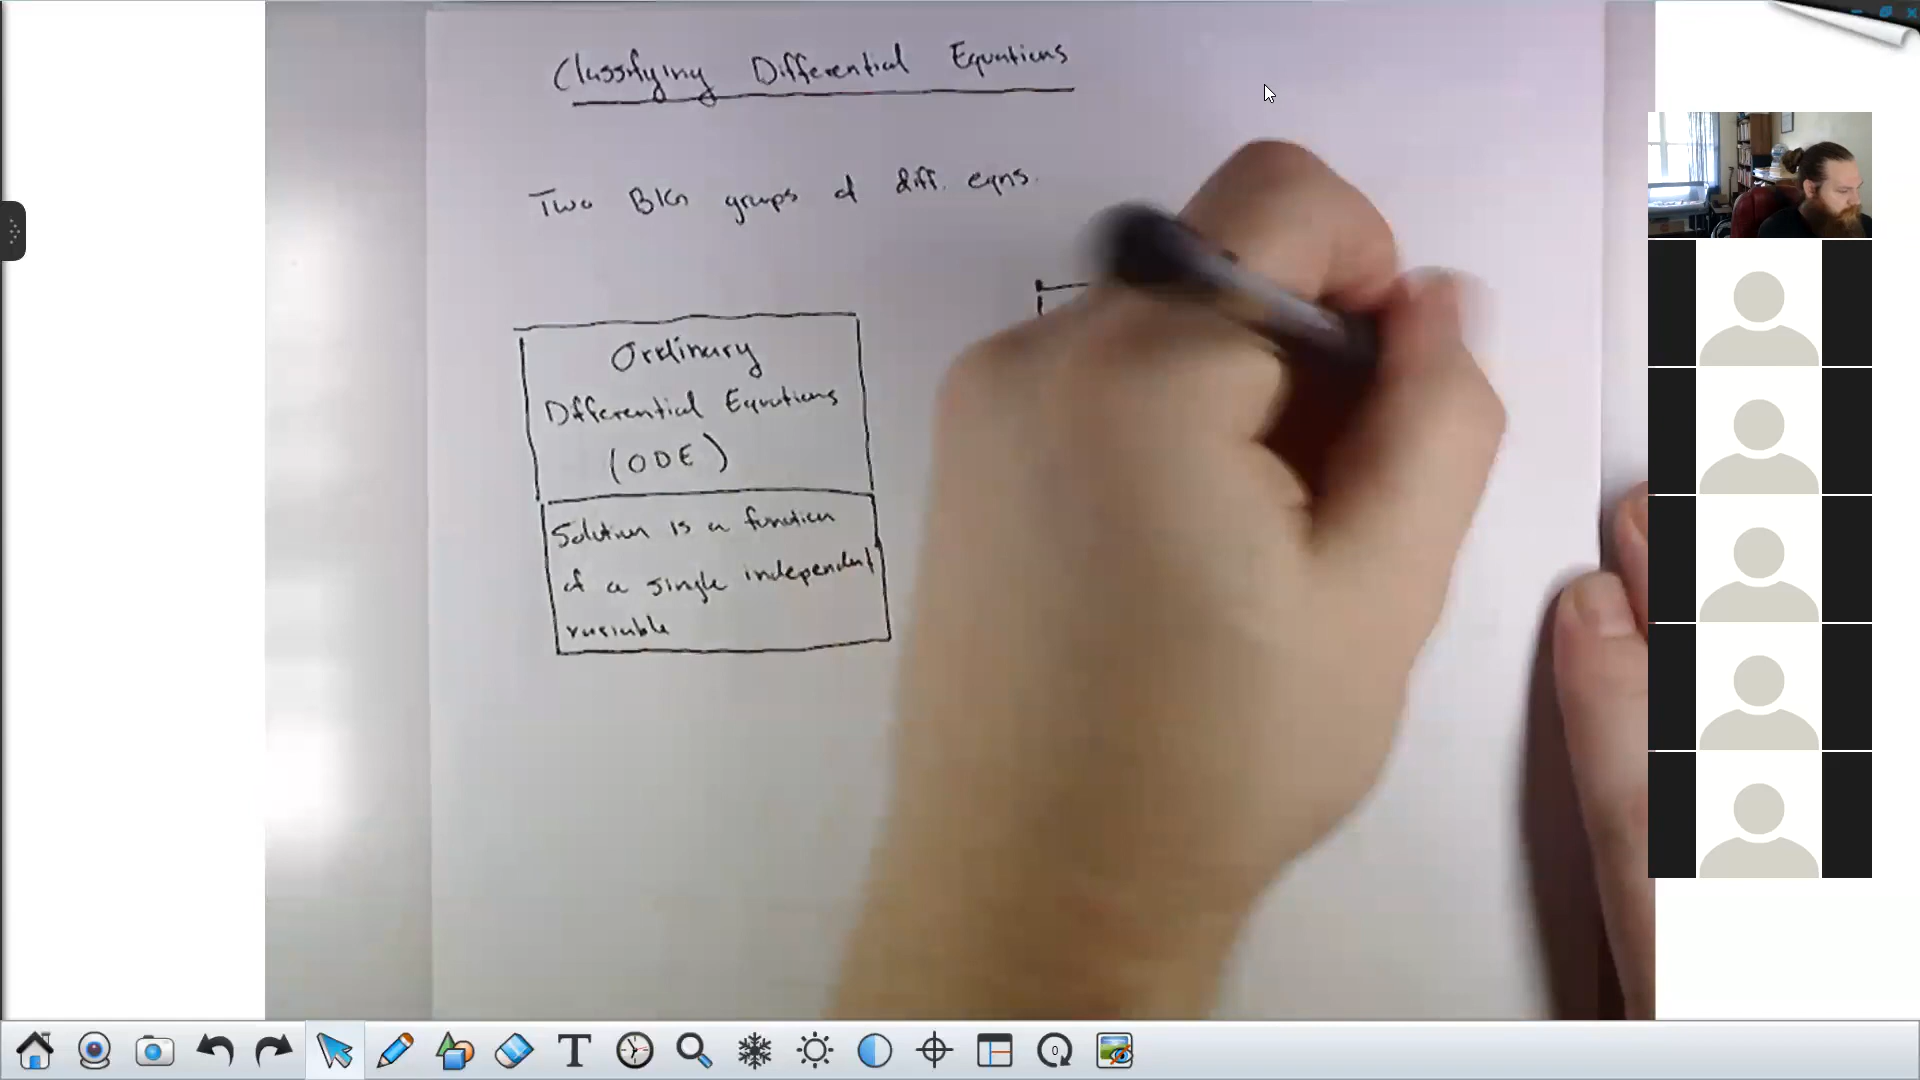 Classifying Differential Equations
Two BIG groups of diff. eqns.
Ordinary
Differential Equations
(ODE)
Solution is a function
of a single independent
variable
T
0